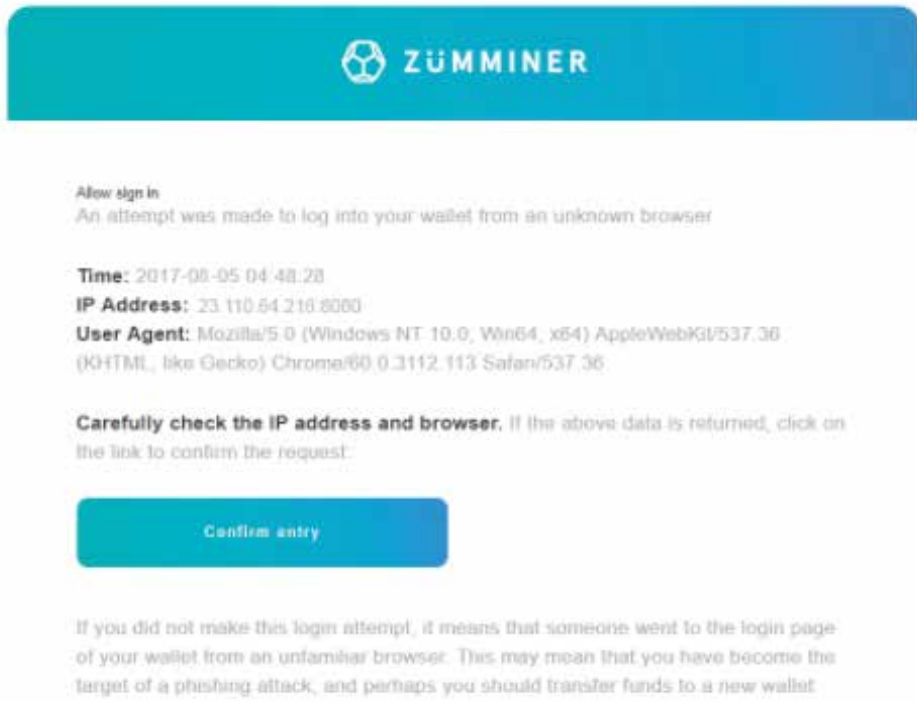 ZÜMMINER
Allow sign in
An attempt was made to log into your wallet from an unknown browser
Time: 2017-08-05 04:48:28
IP Address: 23.110.64.216:8080
User Agent: Mozilla/5.0 (Windows NT 10.0; Win64; x64) AppleWebKit/537.36
(KHTML, like Gecko) Chrome/60.0.3112.113 Safari/537.36
Carefully check the IP address and browser. If the above data is returned, click on
the link to confirm the request:
Confirm entry
If you did not make this login attempt, it means that someone went to the login page
of your wallet from an unfamiliar browser. This may mean that you have become the
target of a phishing attack, and perhaps you should transfer funds to a new wallet